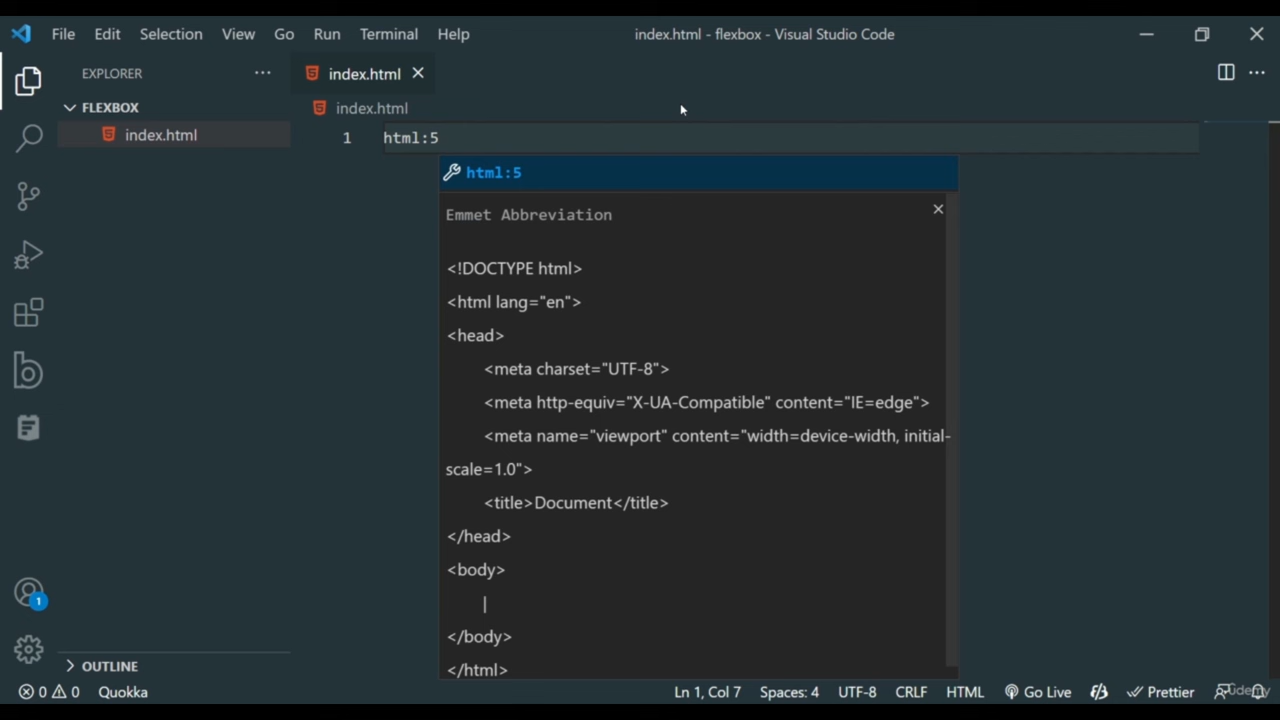 File Edit Selection View Go Run Terminal Help index.html - flexbox - Visual Studio Code
EXPLORER
index.html
FLEXBOX
index.html
index.html
1 html:5
html:5
Emmet Abbreviation
<!DOCTYPE html>
<html lang="en">
<head>
<meta charset="UTF-8">
<meta http-equiv="X-UA-Compatible" content="IE=edge">
<meta name="viewport" content="width=device-width, initial-
scale=1.0">
<title>Document</title>
</head>
<body>
|
</body>
</html>
1
OUTLINE
0 0 Quokka Ln 1, Col 7 Spaces: 4 UTF-8 CRLF HTML Go Live Prettier Udemy